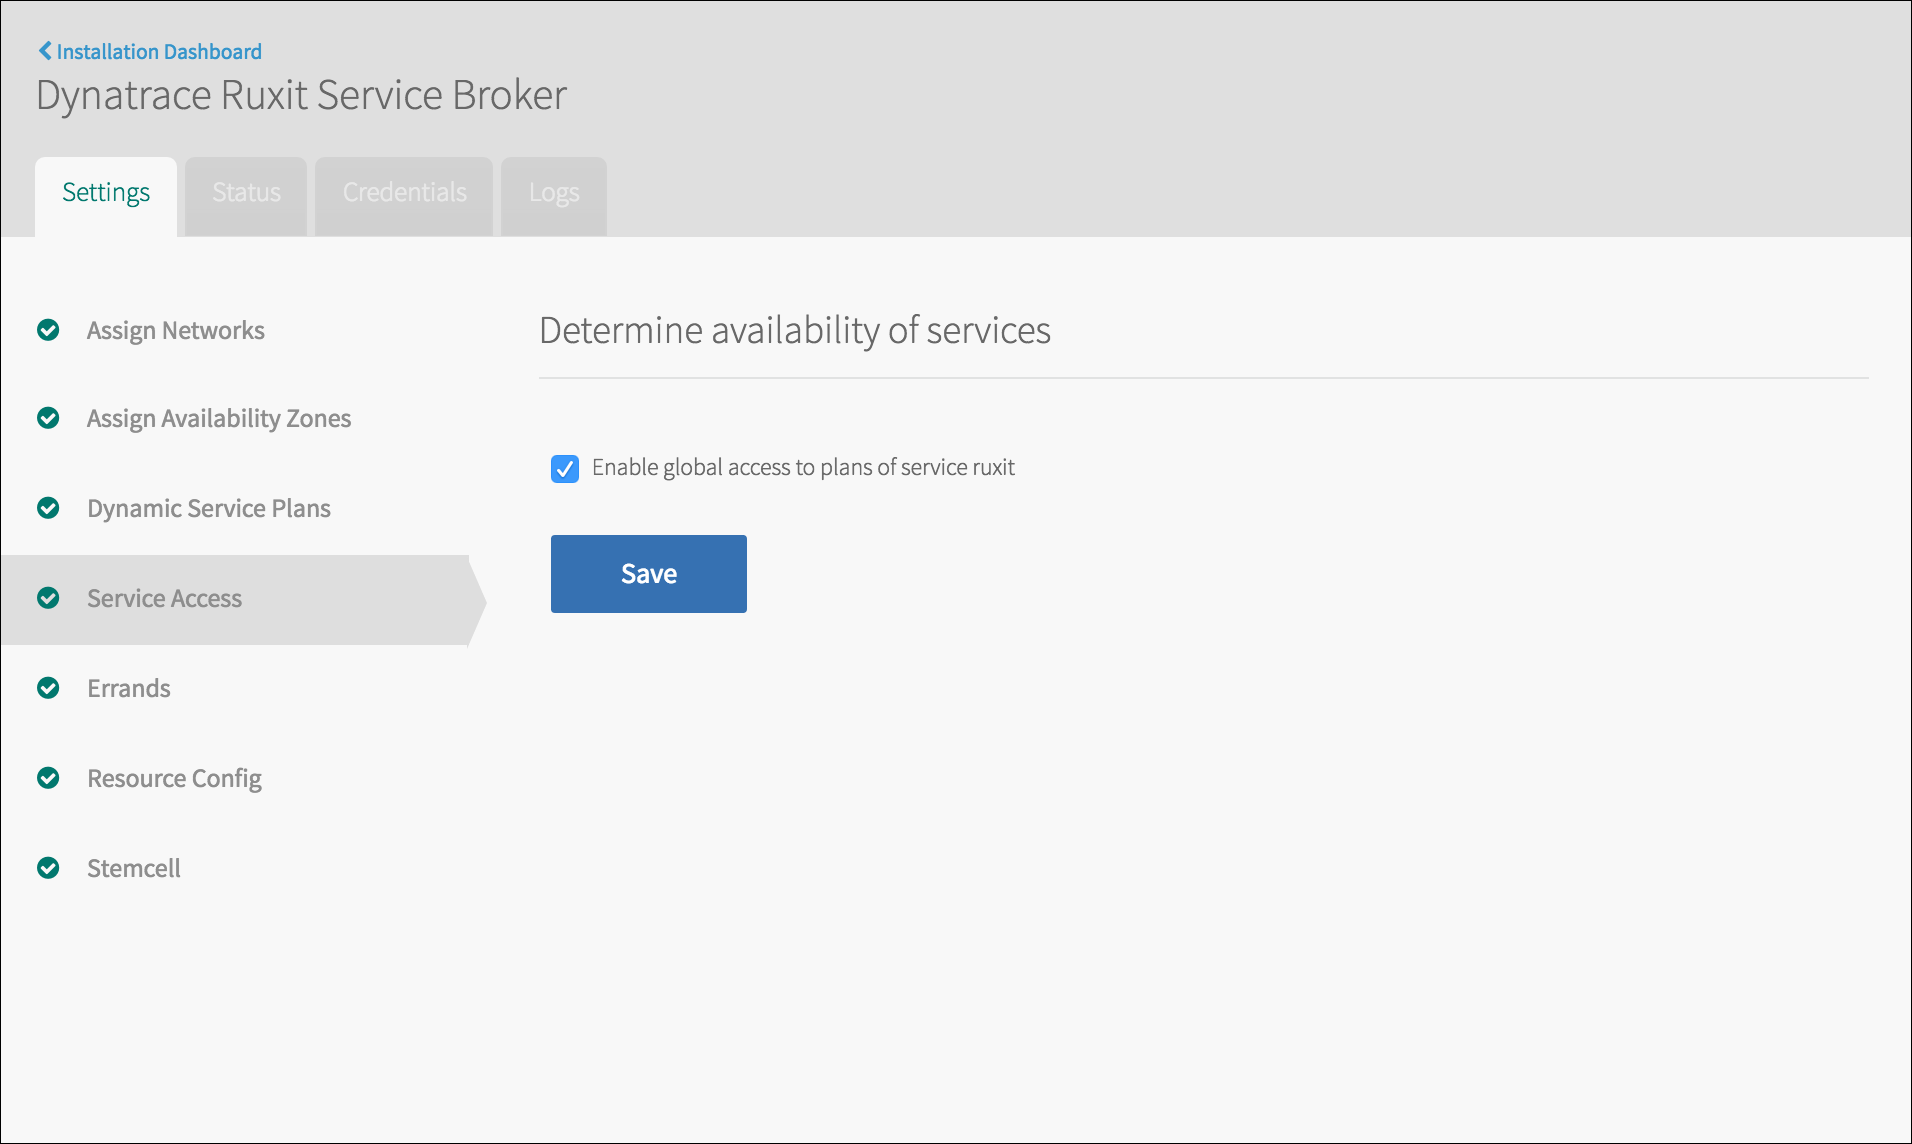 Installation Dashboard
Dynatrace Ruxit Service Broker
Settings
Status
Credentials
Logs
Assign Networks
Assign Availability Zones
Dynamic Service Plans
Service Access
Errands
Resource Config
Stemcell
Determine availability of services
Enable global access to plans of service ruxit
Save